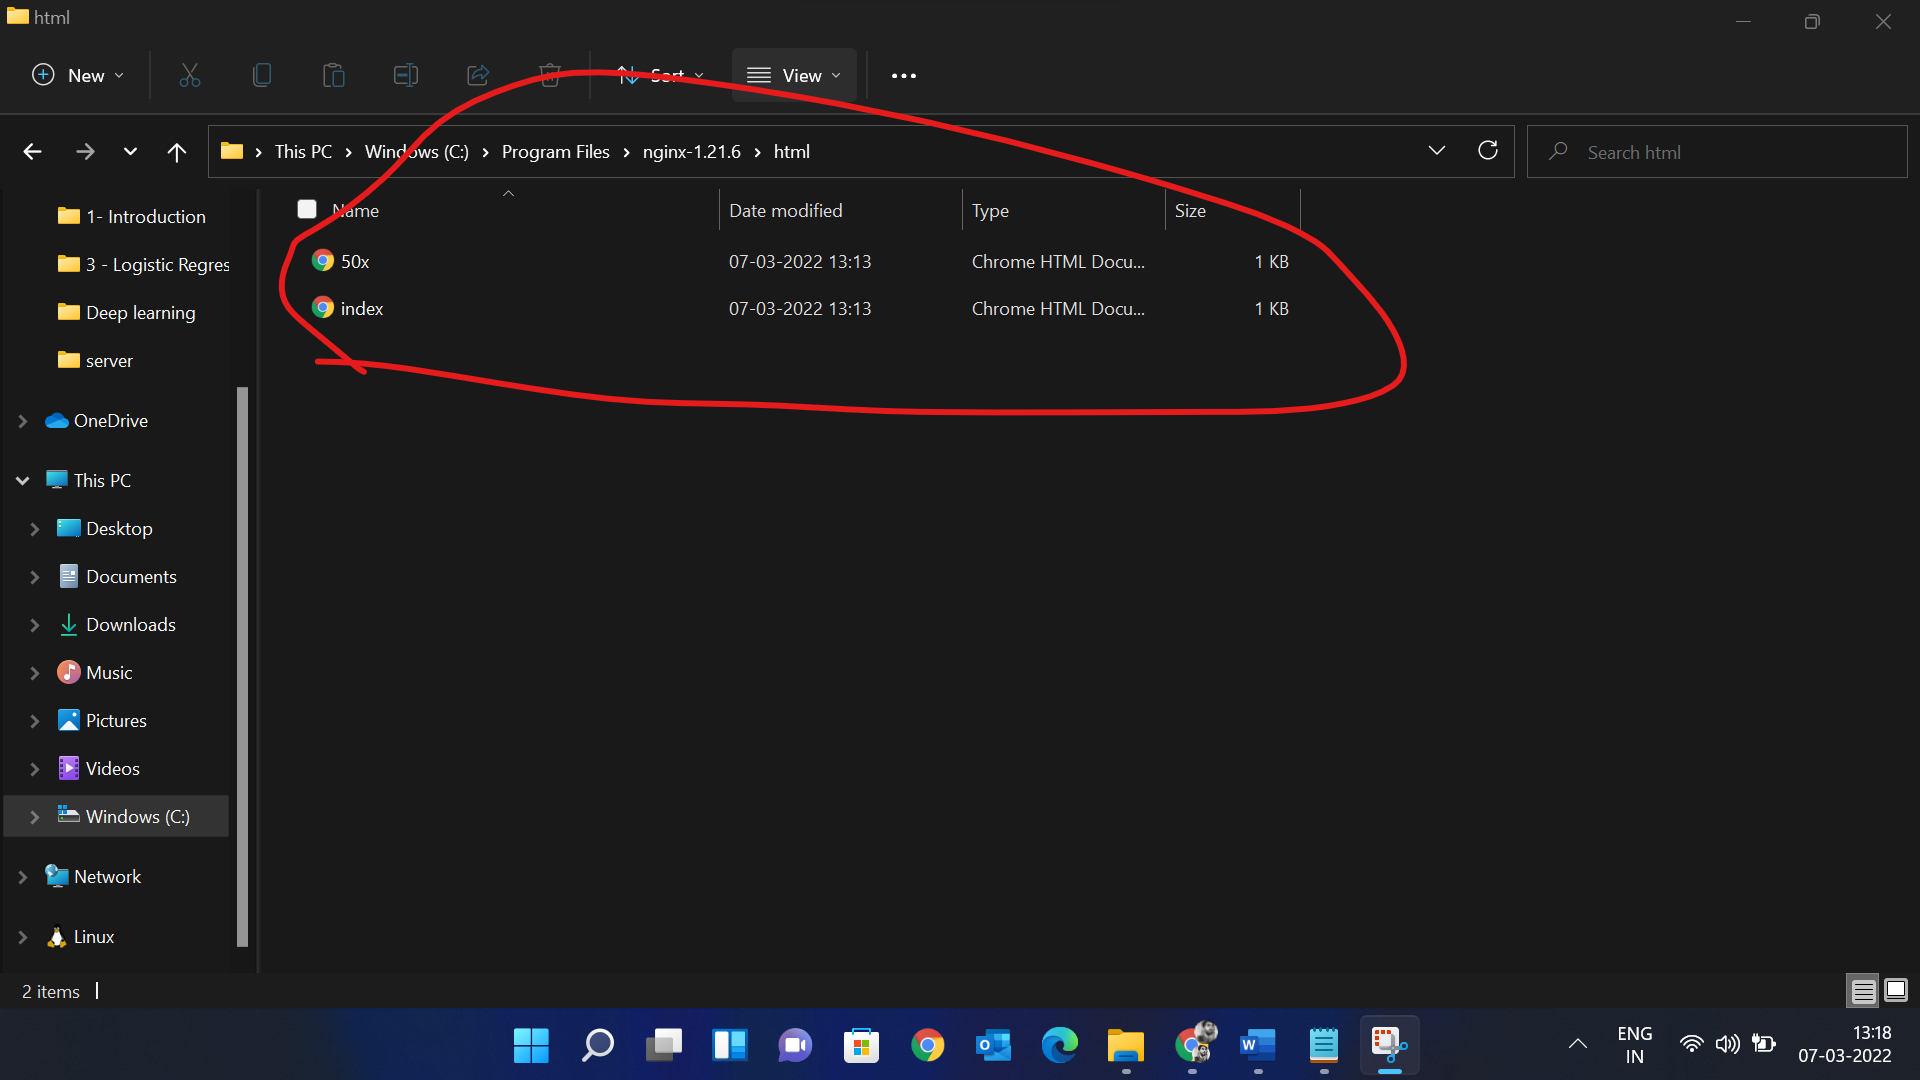 html
New
Sort
View
This PC > Windows (C:) > Program Files > nginx-1.21.6 > html
Search html
Name
Date modified
Type
Size
50x
07-03-2022 13:13
Chrome HTML Docu...
1 KB
index
07-03-2022 13:13
Chrome HTML Docu...
1 KB
1- Introduction
3 - Logistic Regres
Deep learning
server
OneDrive
This PC
Desktop
Documents
Downloads
Music
Pictures
Videos
Windows (C:)
Network
Linux
2 items
ENG
IN
13:18
07-03-2022